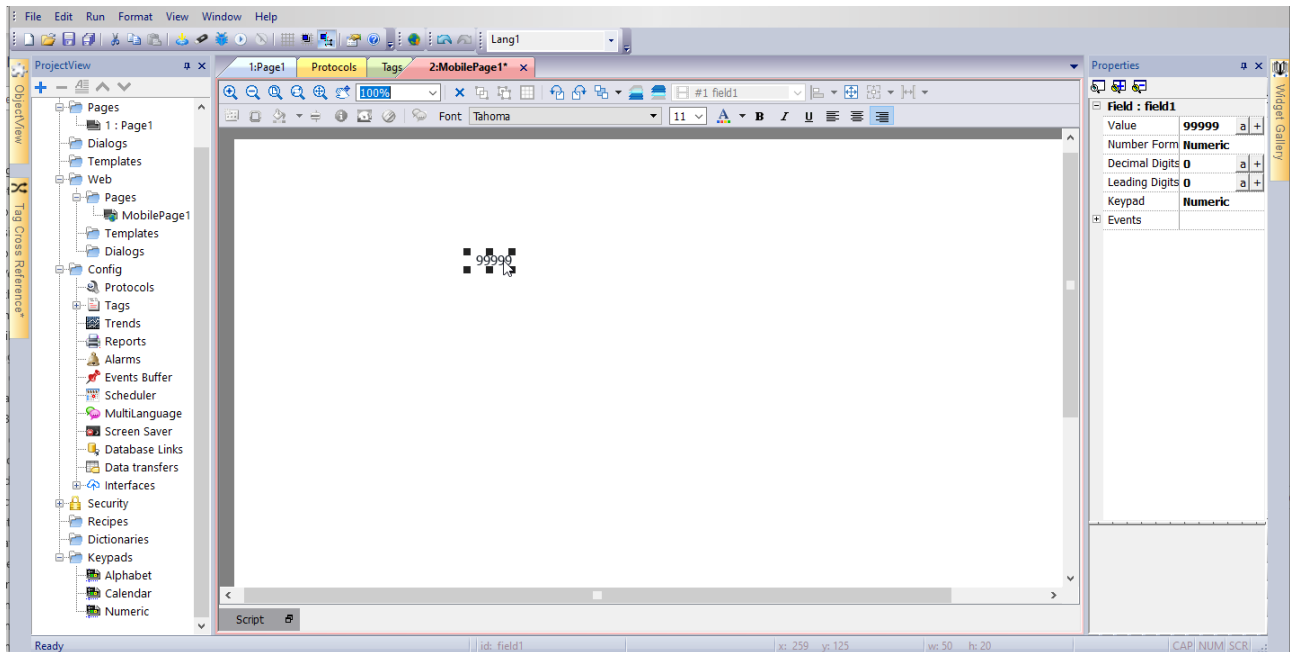 File Edit Run Format View Window Help
Lang1
ObjectView
Tag Cross Reference*
ProjectView
Pages
1 : Page1
Dialogs
Templates
Web
Pages
MobilePage1
Templates
Dialogs
Config
Protocols
Tags
Trends
Reports
Alarms
Events Buffer
Scheduler
MultiLanguage
Screen Saver
Database Links
Data transfers
Interfaces
Security
Recipes
Dictionaries
Keypads
Alphabet
Calendar
Numeric
1:Page1 Protocols Tags 2:MobilePage1* x
100% #1 field1
Font Tahoma 11 A B I U
99999
Script
Properties
Field : field1
Value 99999 a +
Number Form Numeric
Decimal Digits 0 a +
Leading Digits 0 a +
Keypad Numeric
Events
Widget Gallery
Ready id: field1 x: 259 y: 125 w: 50 h: 20 CAP NUM SCR